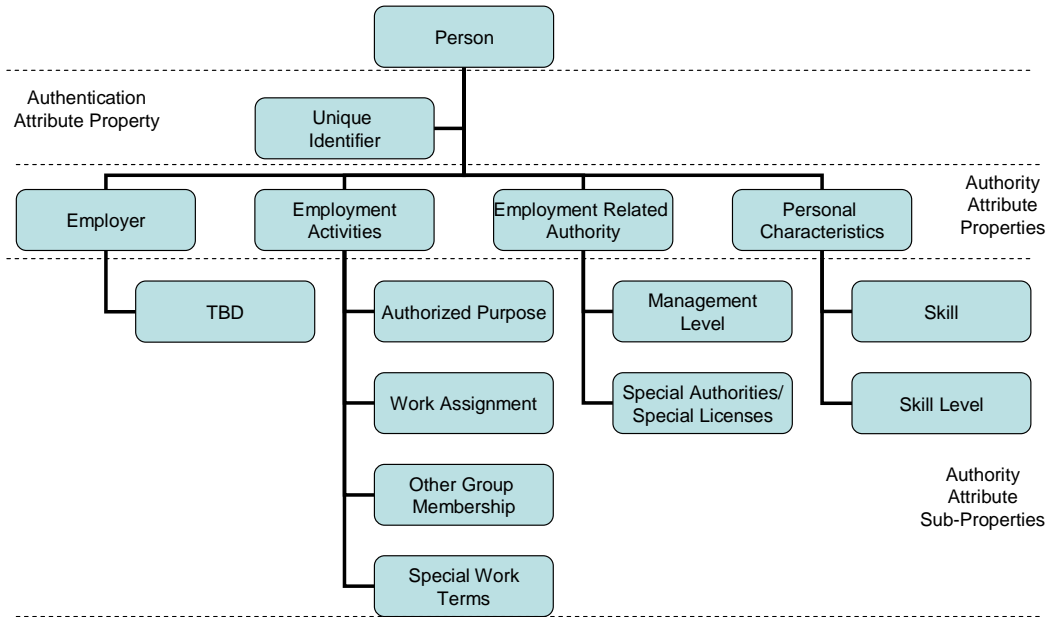 Person
Authentication
Attribute Property
Unique
Identifier
Employer
Employment
Activities
Employment Related
Authority
Personal
Characteristics
Authority
Attribute
Properties
TBD
Authorized Purpose
Management
Level
Skill
Work Assignment
Special Authorities/
Special Licenses
Skill Level
Other Group
Membership
Authority
Attribute
Sub-Properties
Special Work
Terms